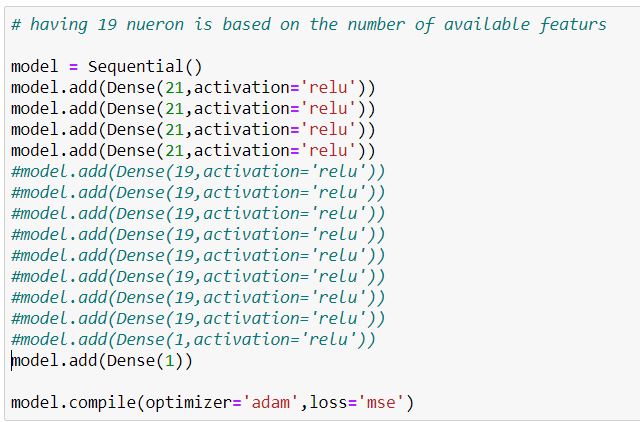 # having 19 nueron is based on the number of available featurs
model = Sequential()
model.add(Dense(21,activation='relu'))
model.add(Dense(21,activation='relu'))
model.add(Dense(21,activation='relu'))
model.add(Dense(21,activation='relu'))
#model.add(Dense(19,activation='relu'))
#model.add(Dense(19,activation='relu'))
#model.add(Dense(19,activation='relu'))
#model.add(Dense(19,activation='relu'))
#model.add(Dense(19,activation='relu'))
#model.add(Dense(19,activation='relu'))
#model.add(Dense(19,activation='relu'))
#model.add(Dense(19,activation='relu'))
#model.add(Dense(1,activation='relu'))
model.add(Dense(1))
model.compile(optimizer='adam',loss='mse')